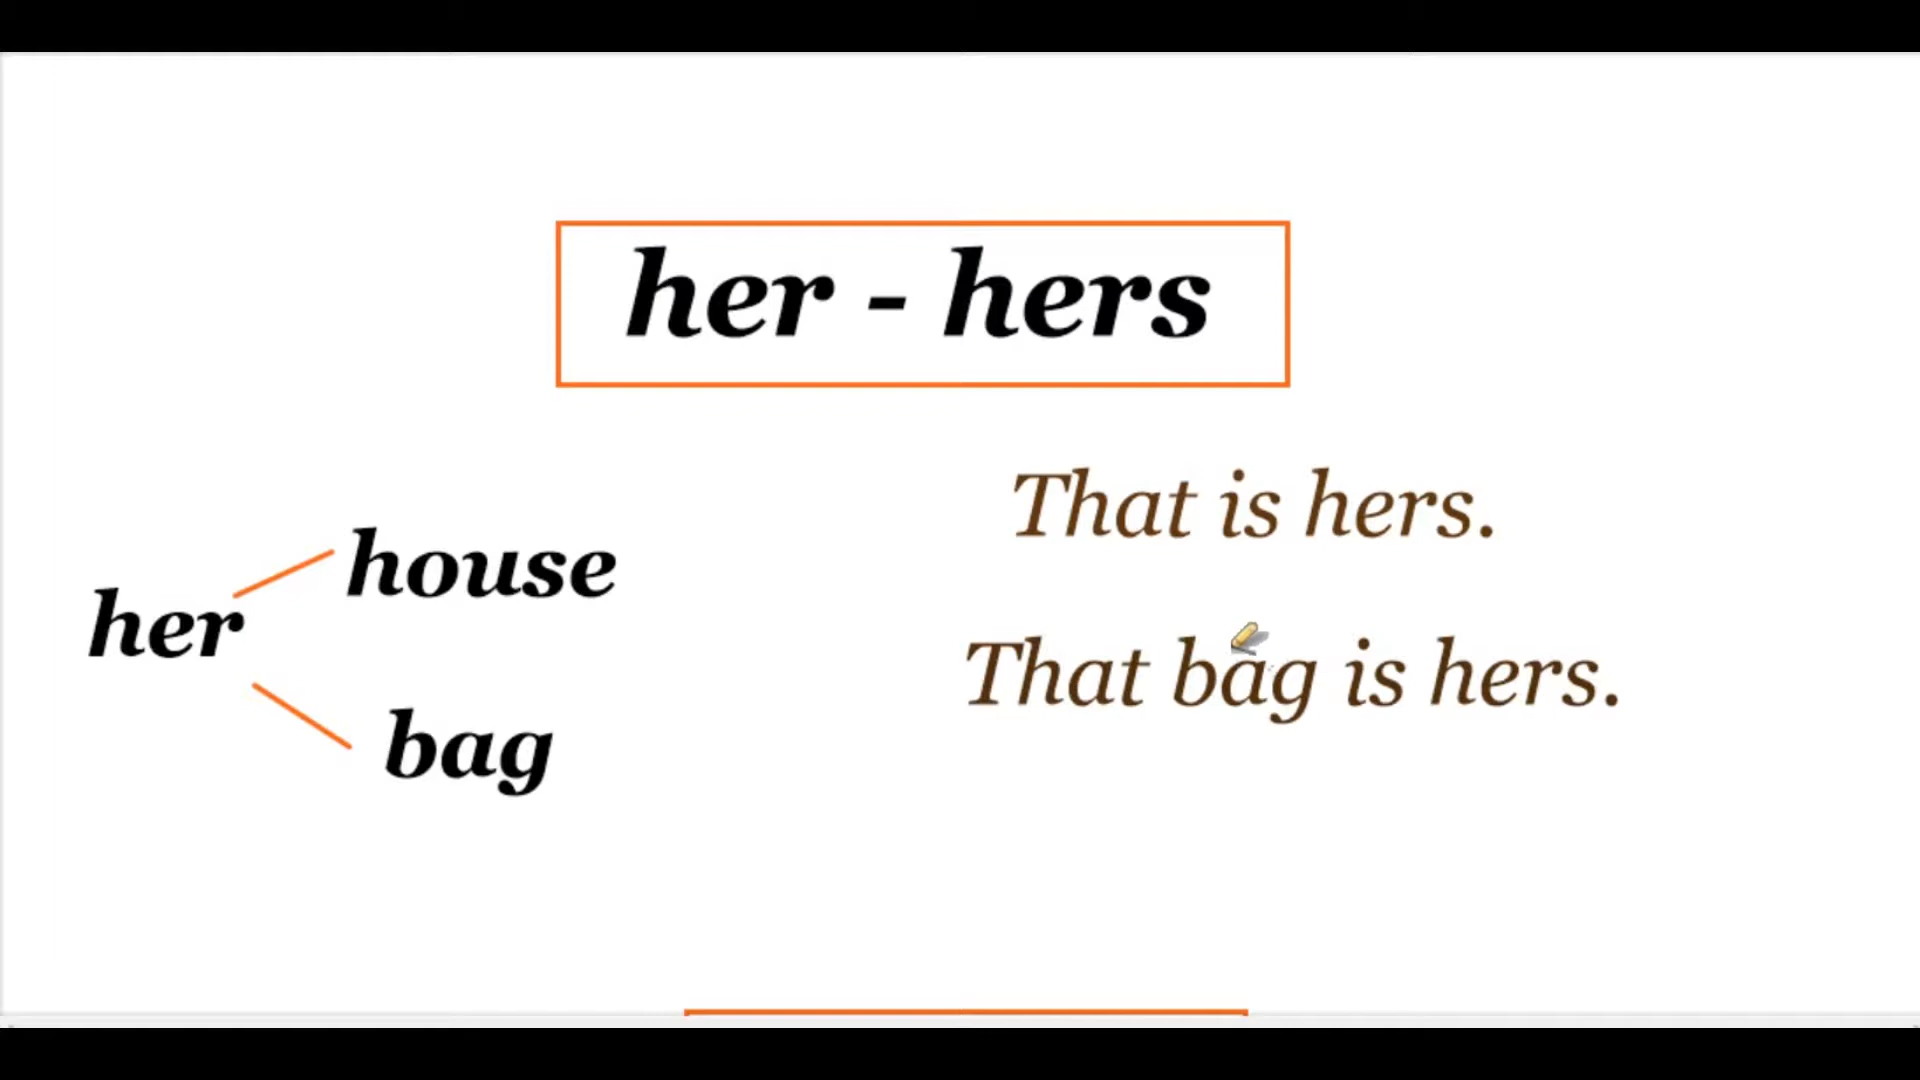 her - hers
her
house
bag
That is hers.
That bag is hers.